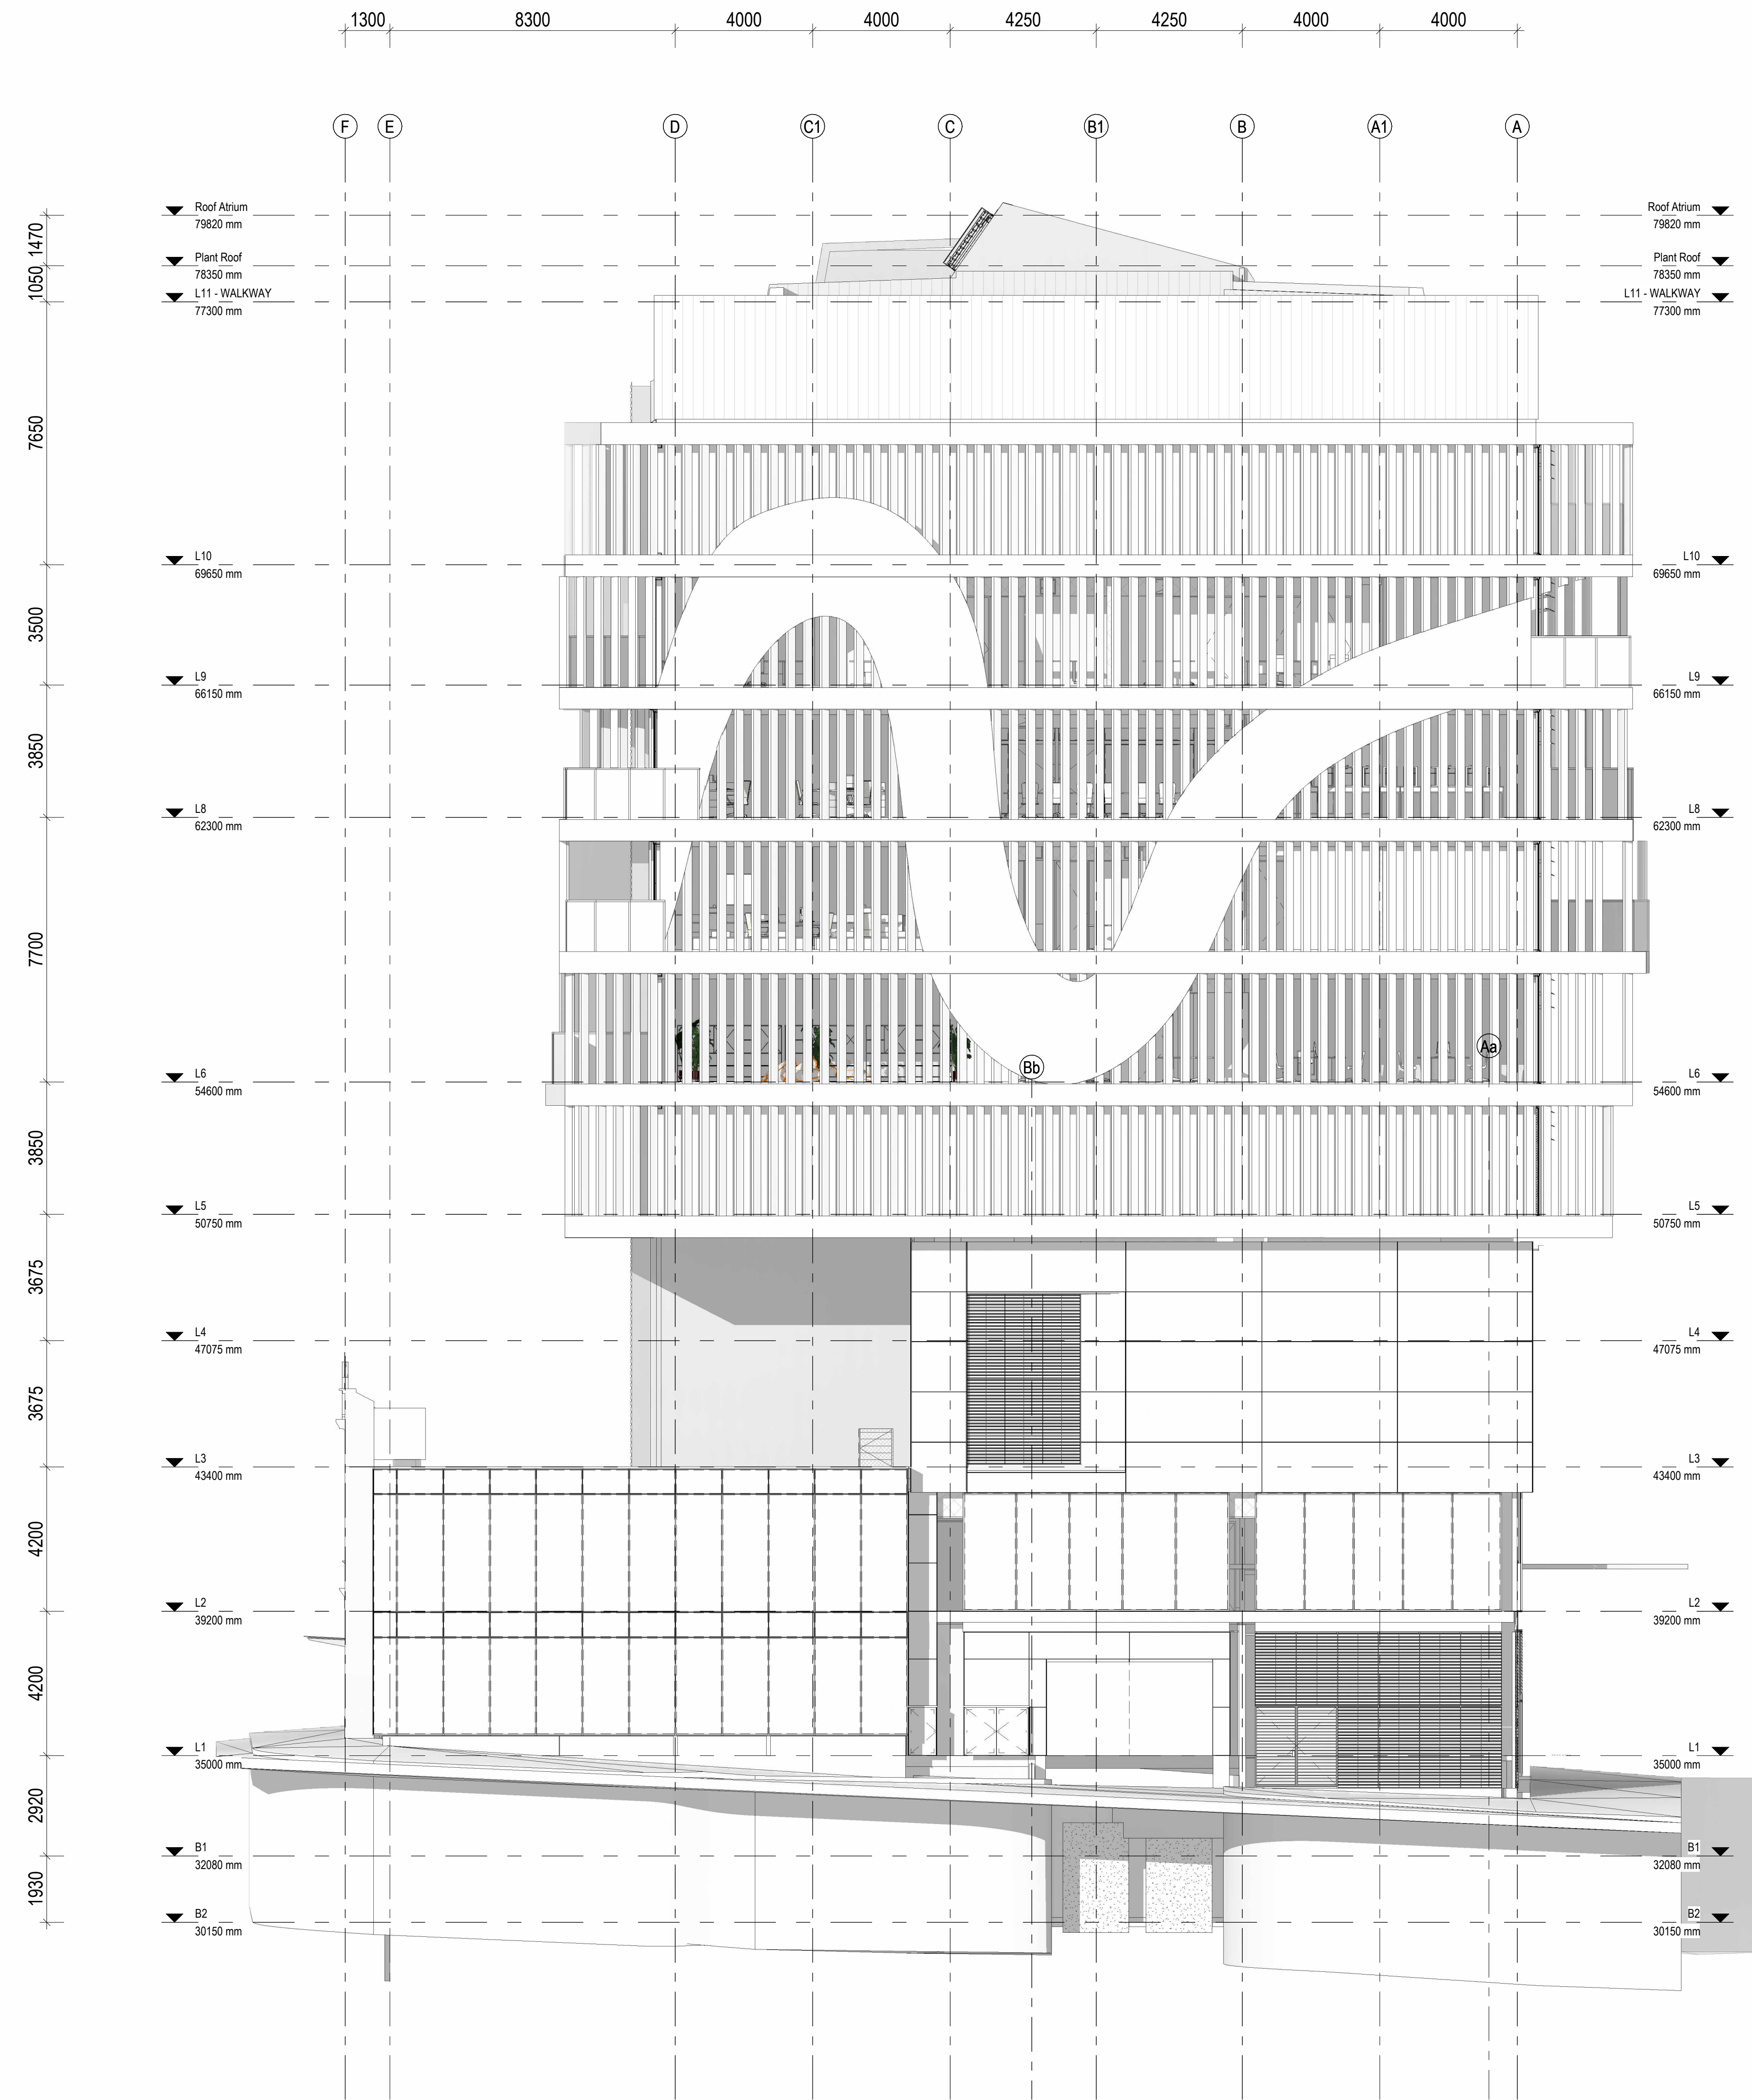 1300 8300 4000 4000 4250 4250 4000 4000
F E D C1 C B1 B A1 A
Roof Atrium Roof Atrium
79820 mm 79820 mm
1470
Plant Roof Plant Roof
78350 mm 78350 mm
1050
L11 - WALKWAY L11 - WALKWAY
77300 mm 77300 mm
7650
L10 L10
69650 mm 69650 mm
3500
L9 L9
66150 mm 66150 mm
3850
L8 L8
62300 mm 62300 mm
7700
Aa
Bb
L6 L6
54600 mm 54600 mm
3850
L5 L5
50750 mm 50750 mm
3675
L4 L4
47075 mm 47075 mm
3675
L3 L3
43400 mm 43400 mm
4200
L2 L2
39200 mm 39200 mm
4200
L1 L1
35000 mm 35000 mm
2920
B1 B1
32080 mm 32080 mm
1930
B2 B2
30150 mm 30150 mm